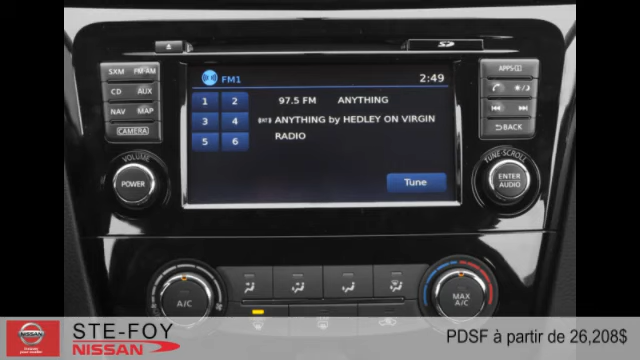 SD
SXM FM-AM
CD AUX
NAV MAP
CAMERA
VOLUME
POWER
FM1 2:49
1 2
3 4
5 6
97.5 FM ANYTHING
ANYTHING by HEDLEY ON VIRGIN
RADIO
Tune
APPS
BACK
TUNE·SCROLL
ENTER
AUDIO
A/C
MAX
A/C
NISSAN
STE-FOY
NISSAN
PDSF à partir de 26,208$